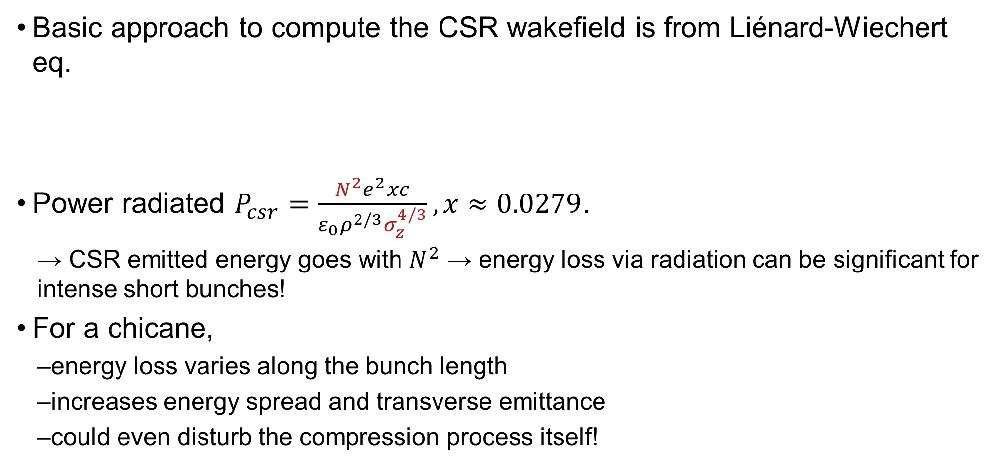 • Basic approach to compute the CSR wakefield is from Liénard-Wiechert
eq.
• Power radiated $P_{csr} = \frac{N^2 e^2 x c}{\varepsilon_0 \rho^{2/3} \sigma_z^{4/3}}, x \approx 0.0279.$
→ CSR emitted energy goes with $N^2$ → energy loss via radiation can be significant for
intense short bunches!
• For a chicane,
–energy loss varies along the bunch length
–increases energy spread and transverse emittance
–could even disturb the compression process itself!